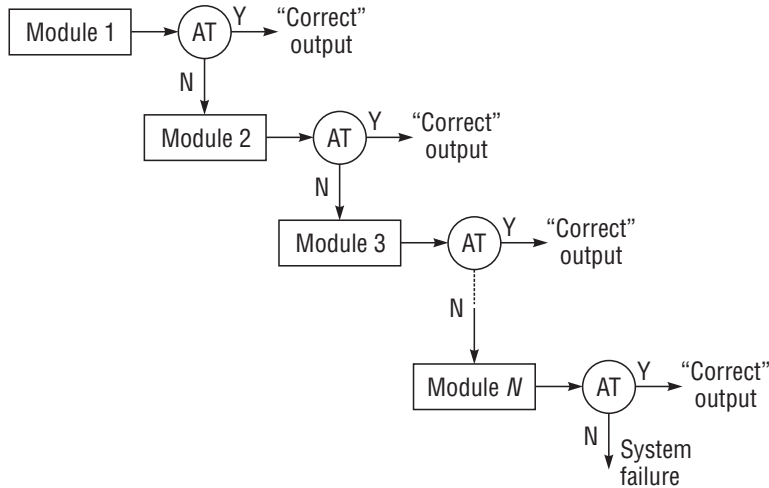 Module 1
AT
Y
“Correct”
output
N
Module 2
AT
Y
“Correct”
output
N
Module 3
AT
Y
“Correct”
output
N
Module N
AT
Y
“Correct”
output
N
System
failure